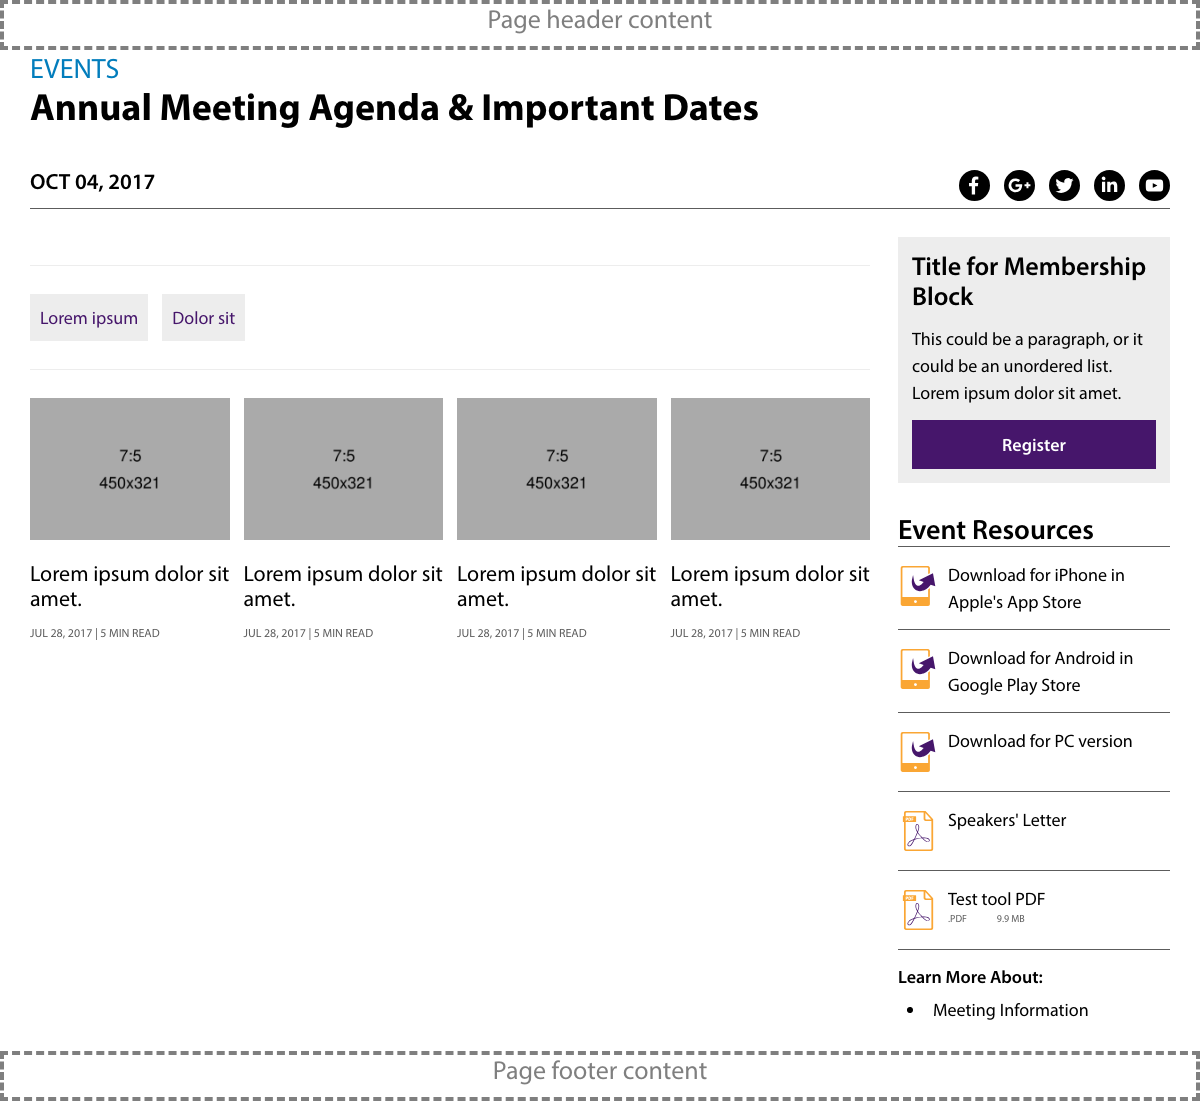 Page header content
EVENTS
Annual Meeting Agenda & Important Dates
OCT 04, 2017
Lorem ipsum
Dolor sit
7:5
450x321
7:5
450x321
7:5
450x321
7:5
450x321
Lorem ipsum dolor sit
amet.
JUL 28, 2017 | 5 MIN READ
Lorem ipsum dolor sit
amet.
JUL 28, 2017 | 5 MIN READ
Lorem ipsum dolor sit
amet.
JUL 28, 2017 | 5 MIN READ
Lorem ipsum dolor sit
amet.
JUL 28, 2017 | 5 MIN READ
Title for Membership
Block
This could be a paragraph, or it
could be an unordered list.
Lorem ipsum dolor sit amet.
Register
Event Resources
Download for iPhone in
Apple's App Store
Download for Android in
Google Play Store
Download for PC version
PDF
Speakers' Letter
PDF
Test tool PDF
.PDF 9.9 MB
Learn More About:
• Meeting Information
Page footer content